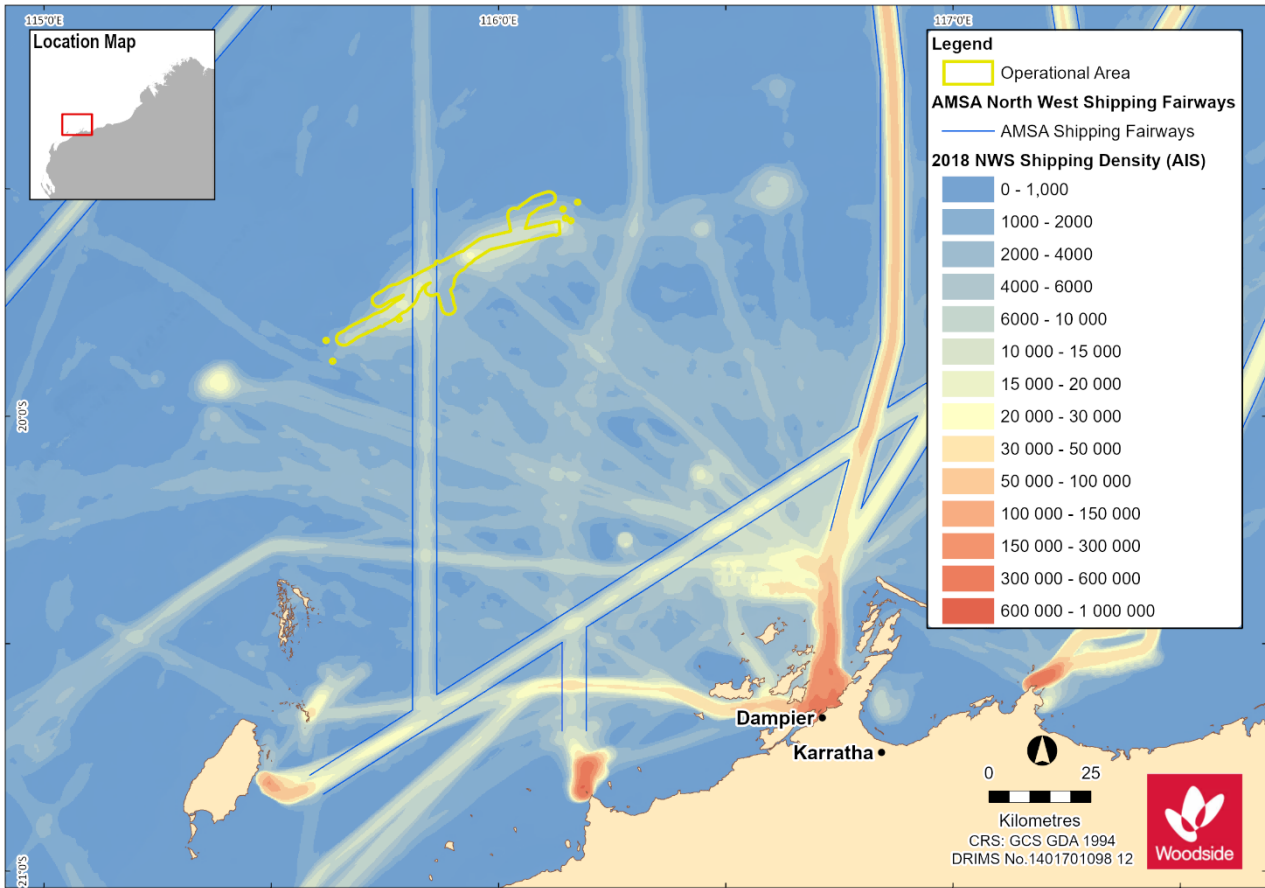 115°0'E
116°0'E
117°0'E
Location Map
Legend
Operational Area
AMSA North West Shipping Fairways
AMSA Shipping Fairways
2018 NWS Shipping Density (AIS)
0 - 1,000
1000 - 2000
2000 - 4000
4000 - 6000
6000 - 10 000
10 000 - 15 000
15 000 - 20 000
20 000 - 30 000
30 000 - 50 000
50 000 - 100 000
100 000 - 150 000
150 000 - 300 000
300 000 - 600 000
600 000 - 1 000 000
20°0'S
Dampier
Karratha
0 25
Kilometres
CRS: GCS GDA 1994
DRIMS No.1401701098 12
Woodside
21°0'S